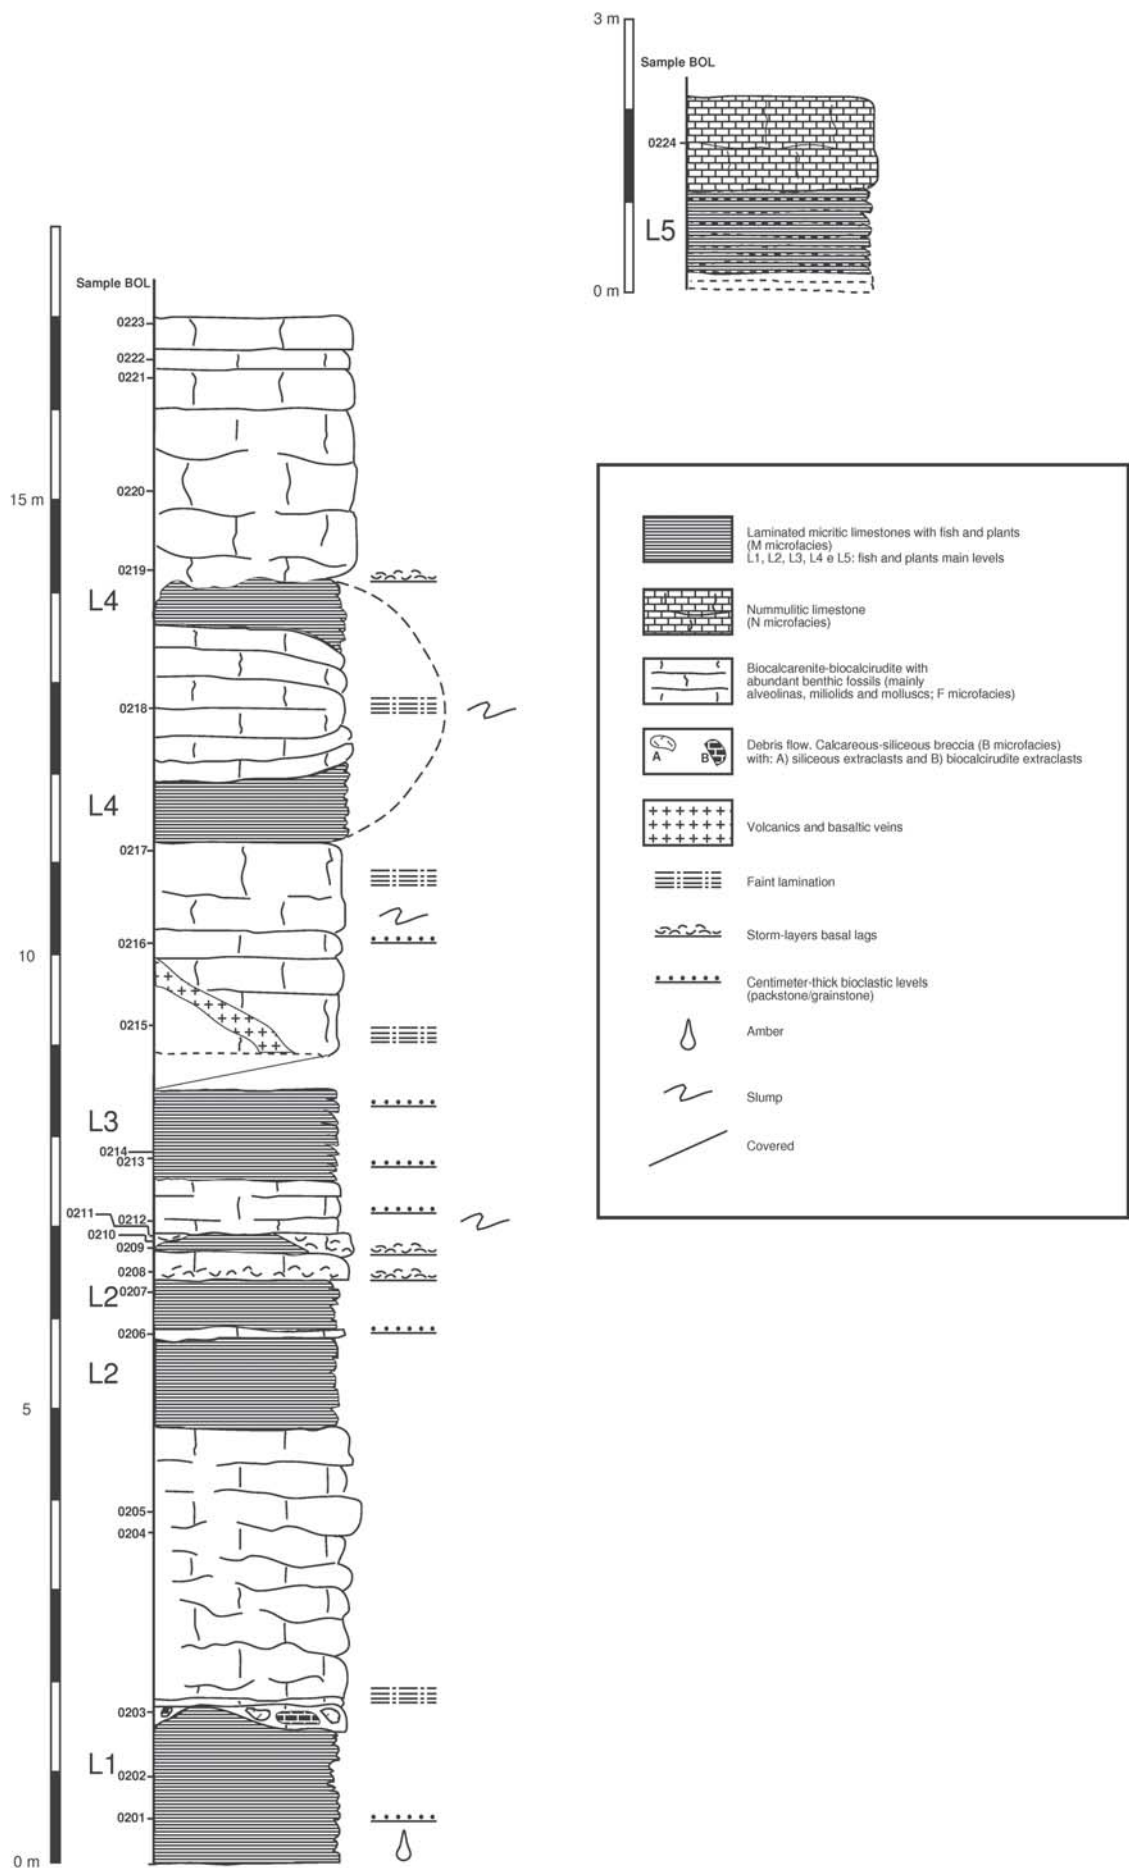 3 m
Sample BOL
0224
L5
0 m
Sample BOL
0223
0222
0221
15 m
0220
0219
L4
0218
L4
0217
0216
10
0215
L3
0214
0213
0211
0212
0210
0209
0208
L2
0207
0206
L2
5
0205
0204
0203
L1
0202
0201
0 m
Laminated micritic limestones with fish and plants
(M microfacies)
L1, L2, L3, L4 e L5: fish and plants main levels
Nummulitic limestone
(N microfacies)
Biocalcarenite-biocalcirudite with
abundant benthic fossils (mainly
alveolinas, miliolids and molluscs; F microfacies)
A
B
Debris flow. Calcareous-siliceous breccia (B microfacies)
with: A) siliceous extraclasts and B) biocalcirudite extraclasts
Volcanics and basaltic veins
Faint lamination
Storm-layers basal lags
Centimeter-thick bioclastic levels
(packstone/grainstone)
Amber
Slump
Covered